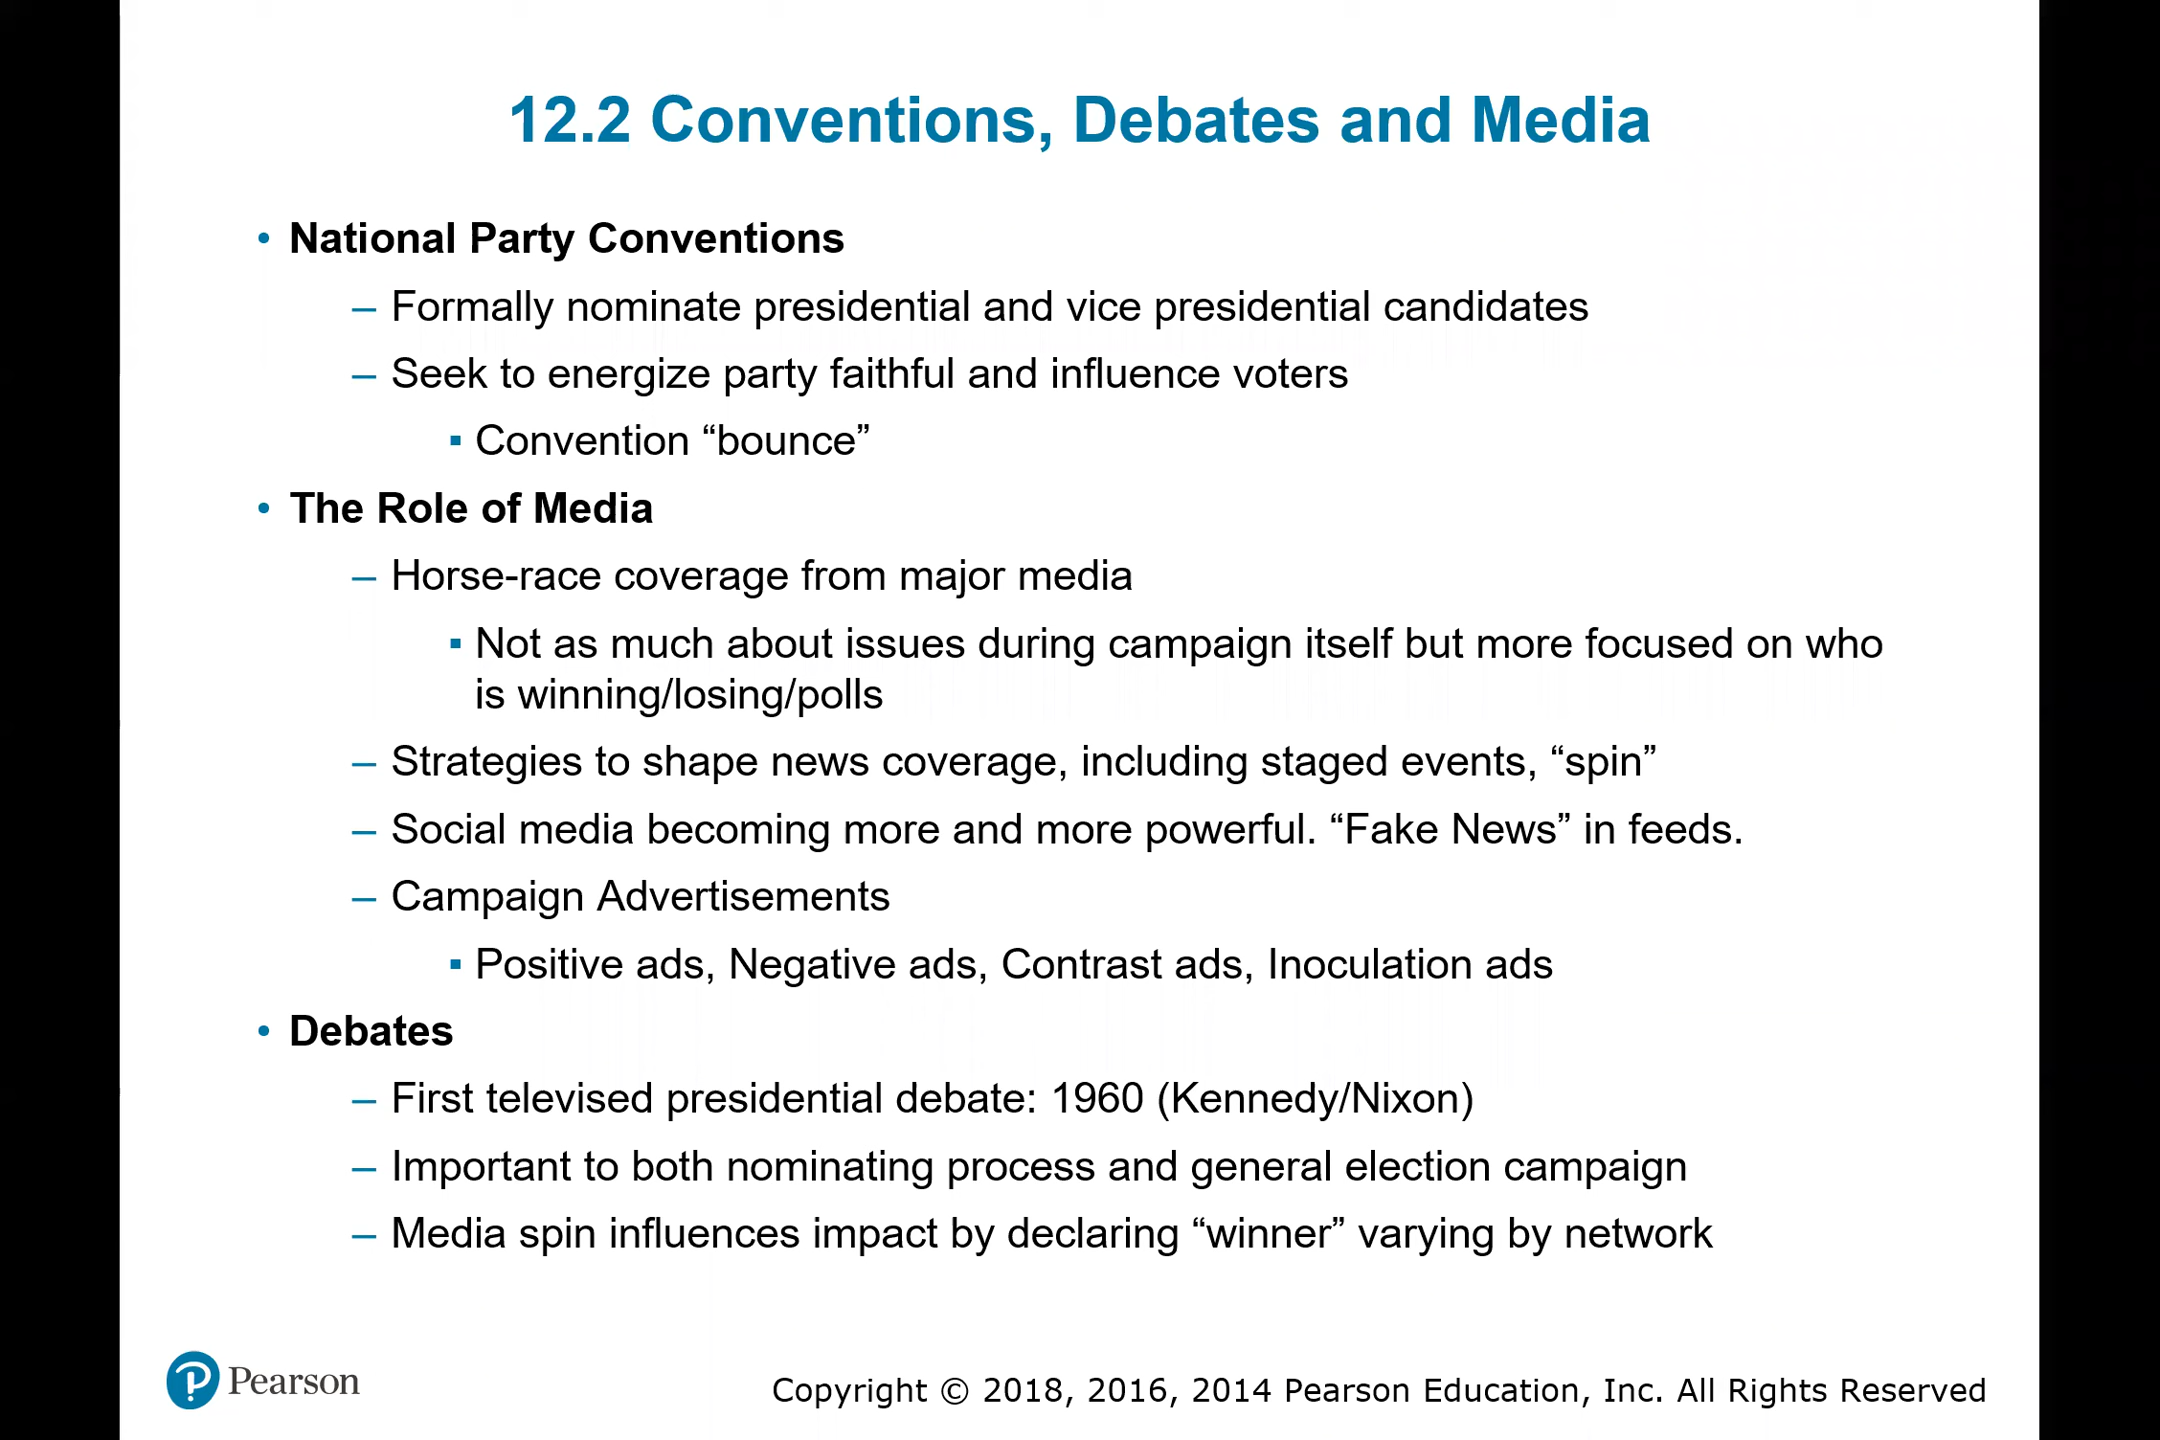 12.2 Conventions, Debates and Media
• National Party Conventions
– Formally nominate presidential and vice presidential candidates
– Seek to energize party faithful and influence voters
▪ Convention “bounce”
• The Role of Media
– Horse-race coverage from major media
▪ Not as much about issues during campaign itself but more focused on who
is winning/losing/polls
– Strategies to shape news coverage, including staged events, “spin”
– Social media becoming more and more powerful. “Fake News” in feeds.
– Campaign Advertisements
▪ Positive ads, Negative ads, Contrast ads, Inoculation ads
• Debates
– First televised presidential debate: 1960 (Kennedy/Nixon)
– Important to both nominating process and general election campaign
– Media spin influences impact by declaring “winner” varying by network
Pearson
Copyright © 2018, 2016, 2014 Pearson Education, Inc. All Rights Reserved